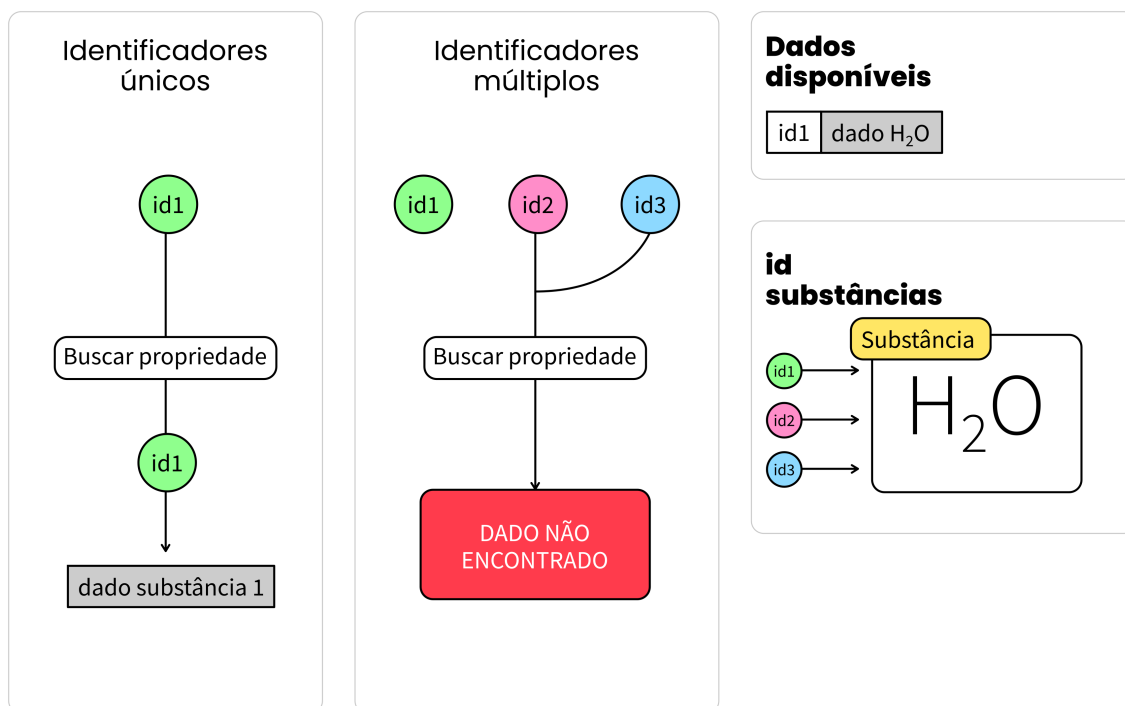 Identificadores
únicos
id1
Buscar propriedade
id1
dado substância 1
Identificadores
múltiplos
id1
id2
id3
Buscar propriedade
DADO NÃO
ENCONTRADO
Dados
disponíveis
id1 dado H₂O
id
substâncias
Substância
id1
id2
id3
H₂O